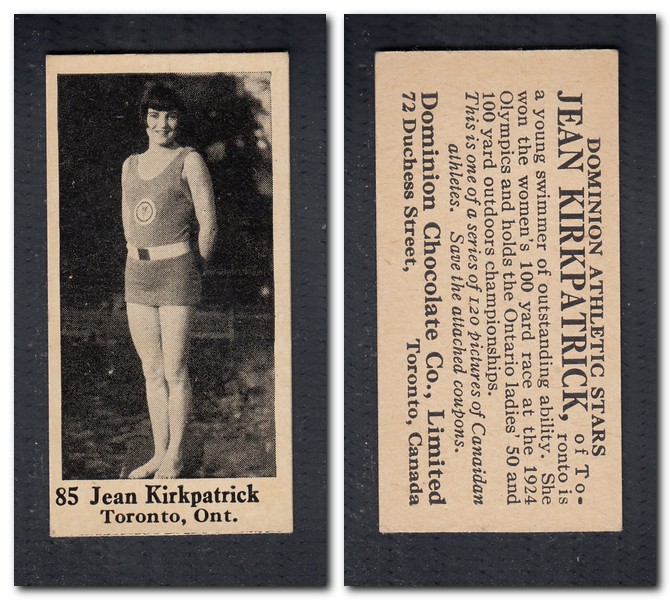 85 Jean Kirkpatrick
Toronto, Ont.
DOMINION ATHLETIC STARS
JEAN KIRKPATRICK, of To-
ronto is
a young swimmer of outstanding ability. She
won the women's 100 yard race at the 1924
Olympics and holds the Ontario ladies' 50 and
100 yard outdoors championships.
This is one of a series of 120 pictures of Canaidan
athletes. Save the attached coupons.
Dominion Chocolate Co., Limited
72 Duchess Street, Toronto, Canada